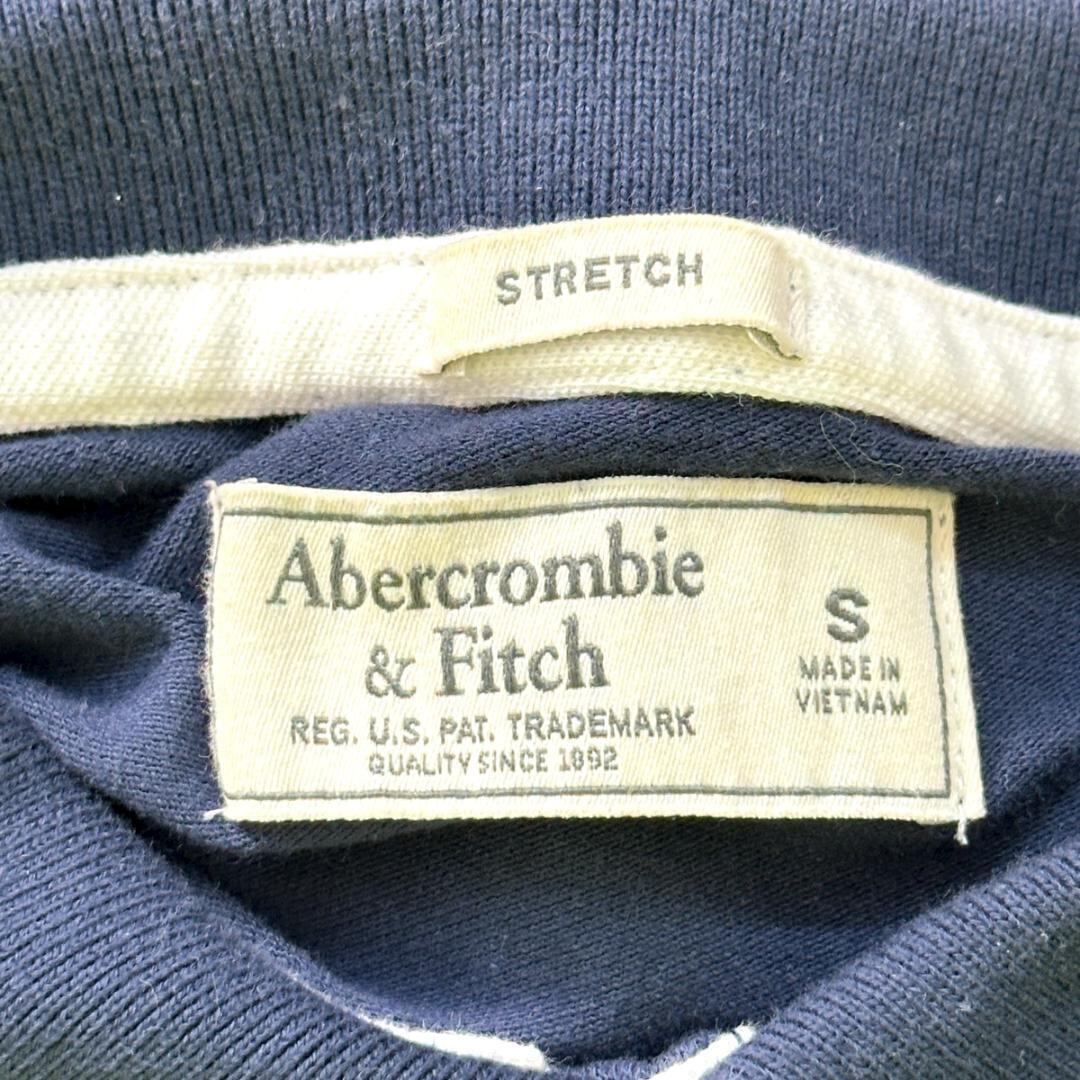 STRETCH
Abercrombie
& Fitch
REG. U.S. PAT. TRADEMARK
QUALITY SINCE 1892
S
MADE IN
VIETNAM